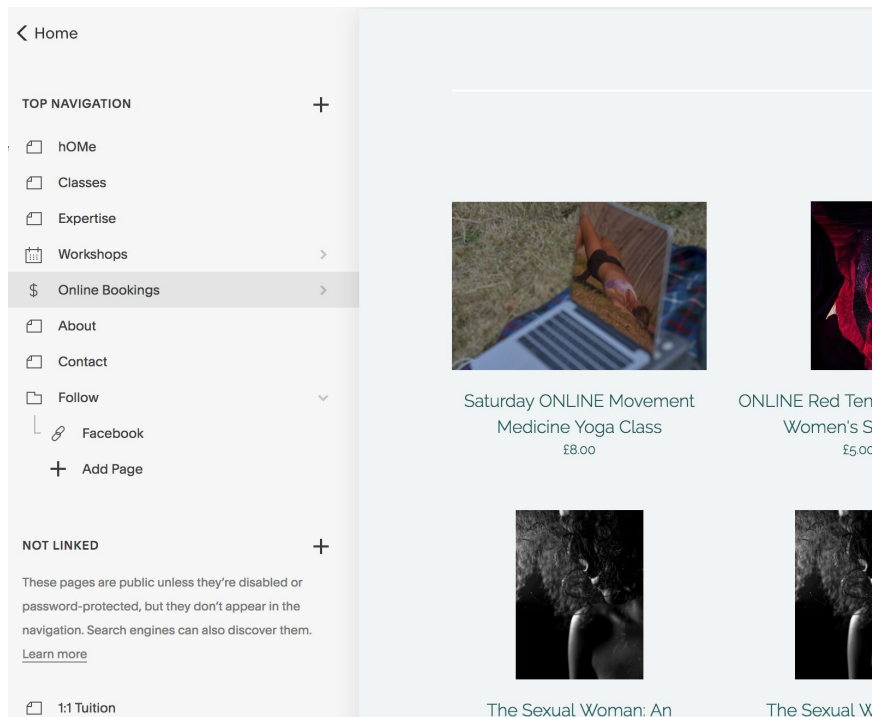 Home
TOP NAVIGATION
hOMe
Classes
Expertise
Workshops
$ Online Bookings
About
Contact
Follow
Facebook
Add Page
NOT LINKED
These pages are public unless they're disabled or
password-protected, but they don't appear in the
navigation. Search engines can also discover them.
Learn more
1:1 Tuition
Saturday ONLINE Movement
Medicine Yoga Class
£8.00
ONLINE Red Ten
Women's S
£5.00
The Sexual Woman: An
The Sexual W